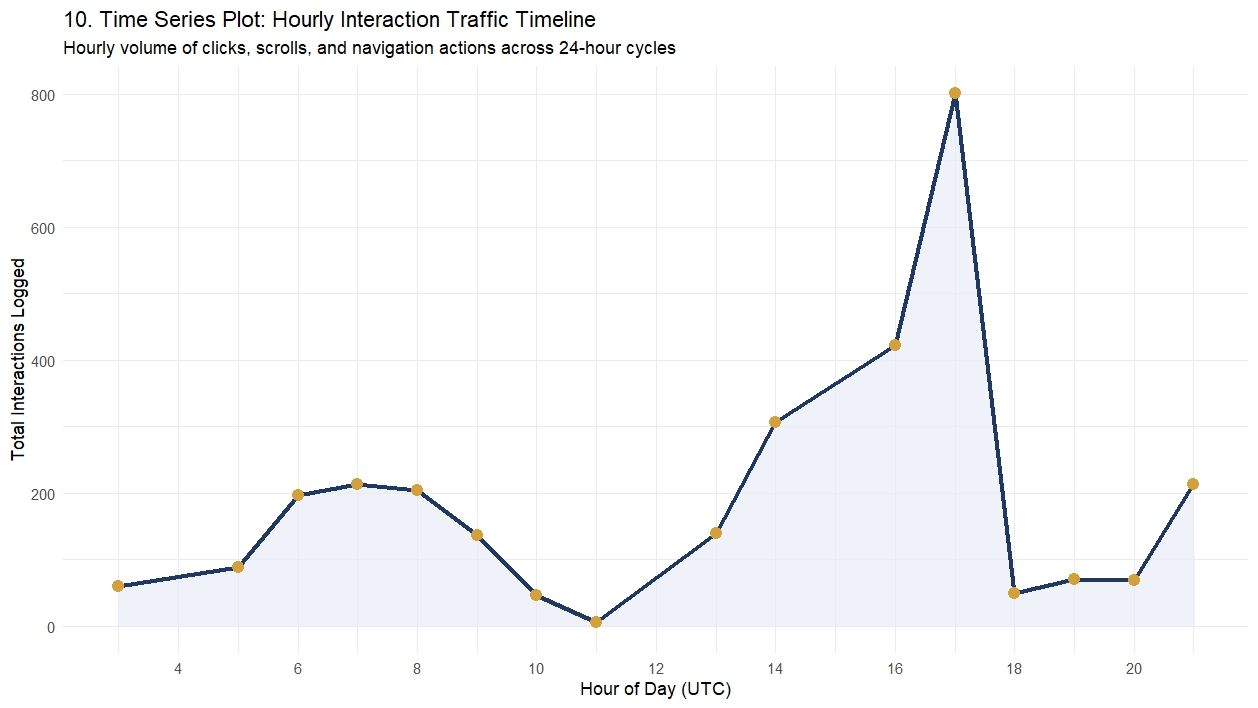 10. Time Series Plot: Hourly Interaction Traffic Timeline
Hourly volume of clicks, scrolls, and navigation actions across 24-hour cycles
Total Interactions Logged
800
600
400
200
0
4 6 8 10 12 14 16 18 20
Hour of Day (UTC)